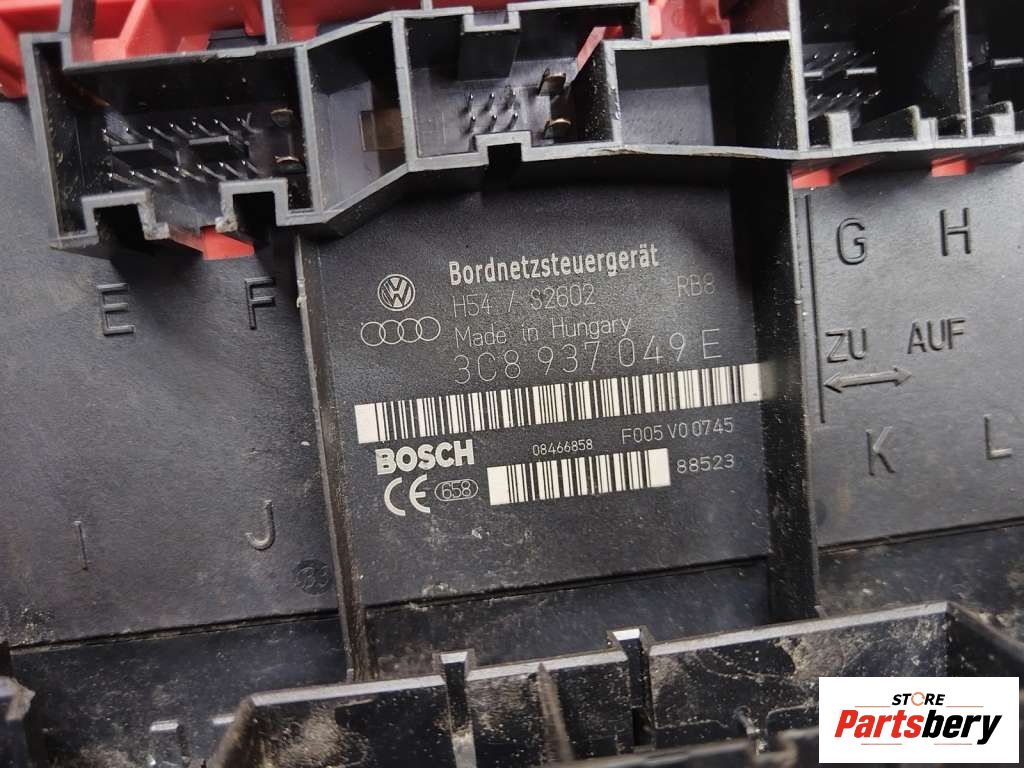 Bordnetzsteuergerät
H54 / S2602 RB8
Made in Hungary
3C8 937 049 E
BOSCH
08466858
F005 V0 0745
88523
CE 658
E F
I J
G H
ZU AUF
K L
STORE
Partsbery